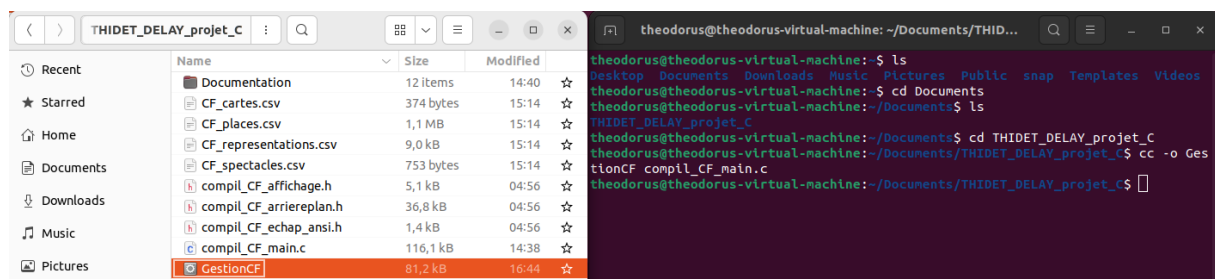 THIDET_DELAY_projet_C
Recent
Starred
Home
Documents
Downloads
Music
Pictures
Name Size Modified
Documentation 12 items 14:40
CF_cartes.csv 374 bytes 15:14
CF_places.csv 1,1 MB 15:14
CF_representations.csv 9,0 kB 15:14
CF_spectacles.csv 753 bytes 15:14
compil_CF_affichage.h 5,1 kB 04:56
compil_CF_arriereplan.h 36,8 kB 04:56
compil_CF_echap_ansi.h 1,4 kB 04:56
compil_CF_main.c 116,1 kB 14:38
GestionCF 81,2 kB 16:44
theodorus@theodorus-virtual-machine: ~/Documents/THID...
theodorus@theodorus-virtual-machine:~$ ls
Desktop Documents Downloads Music Pictures Public snap Templates Videos
theodorus@theodorus-virtual-machine:~$ cd Documents
theodorus@theodorus-virtual-machine:~/Documents$ ls
THIDET_DELAY_projet_C
theodorus@theodorus-virtual-machine:~/Documents$ cd THIDET_DELAY_projet_C
theodorus@theodorus-virtual-machine:~/Documents/THIDET_DELAY_projet_C$ cc -o Ges
tionCF compil_CF_main.c
theodorus@theodorus-virtual-machine:~/Documents/THIDET_DELAY_projet_C$